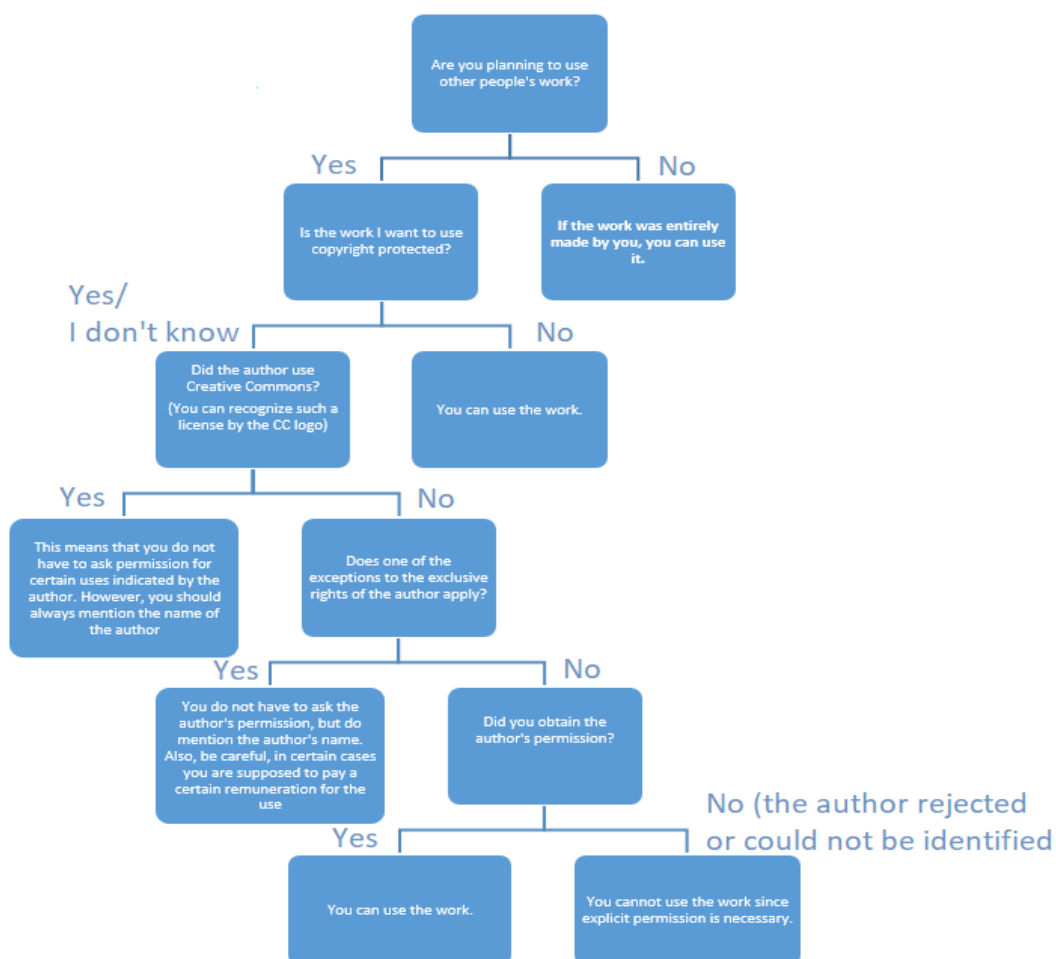 Are you planning to use
other people's work?
Yes
No
Is the work I want to use
copyright protected?
If the work was entirely
made by you, you can use
it.
Yes/
I don't know
No
Did the author use
Creative Commons?
(You can recognize such a
license by the CC logo)
You can use the work.
Yes
No
This means that you do not
have to ask permission for
certain uses indicated by the
author. However, you should
always mention the name of
the author
Does one of the
exceptions to the exclusive
rights of the author apply?
Yes
No
You do not have to ask the
author's permission, but do
mention the author's name.
Also, be careful, in certain cases
you are supposed to pay a
certain remuneration for the
use
Did you obtain the
author's permission?
Yes
No (the author rejected
or could not be identified
You can use the work.
You cannot use the work since
explicit permission is necessary.